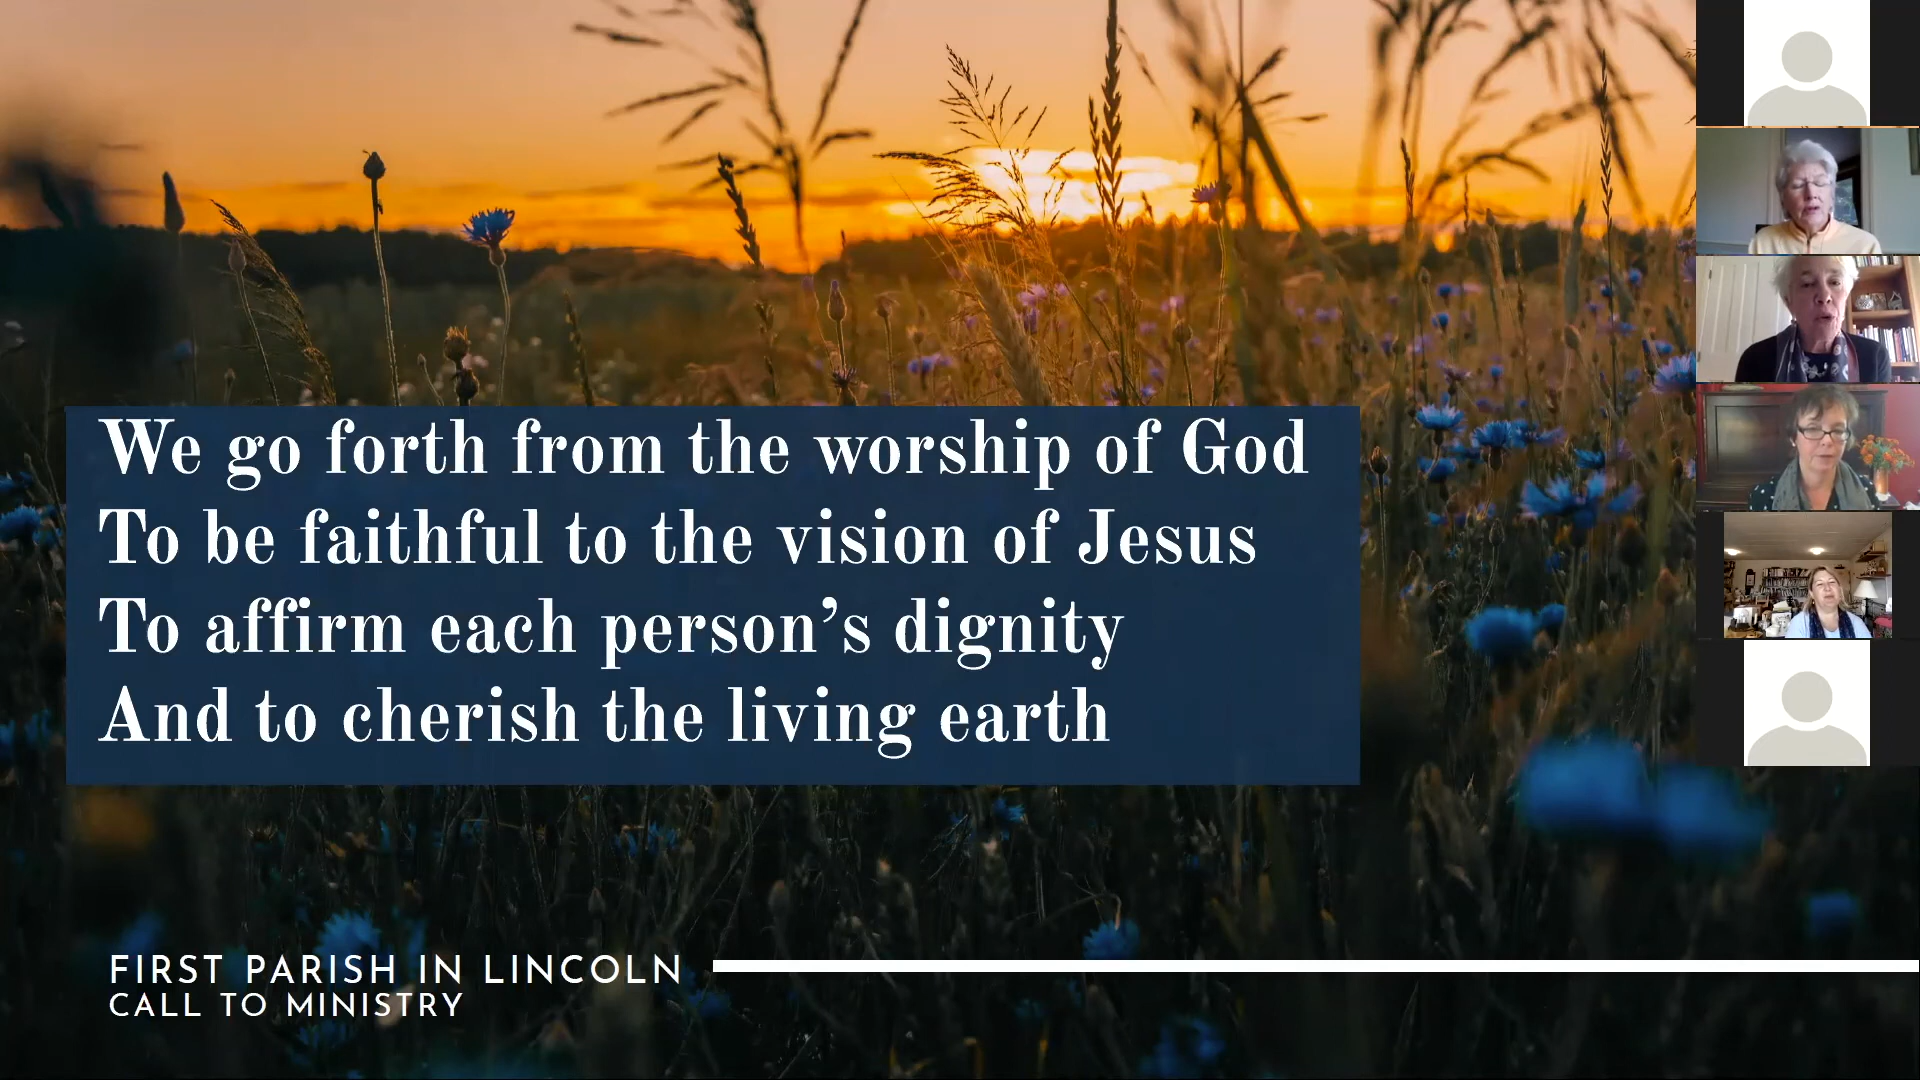 We go forth from the worship of God
To be faithful to the vision of Jesus
To affirm each person’s dignity
And to cherish the living earth
FIRST PARISH IN LINCOLN
CALL TO MINISTRY